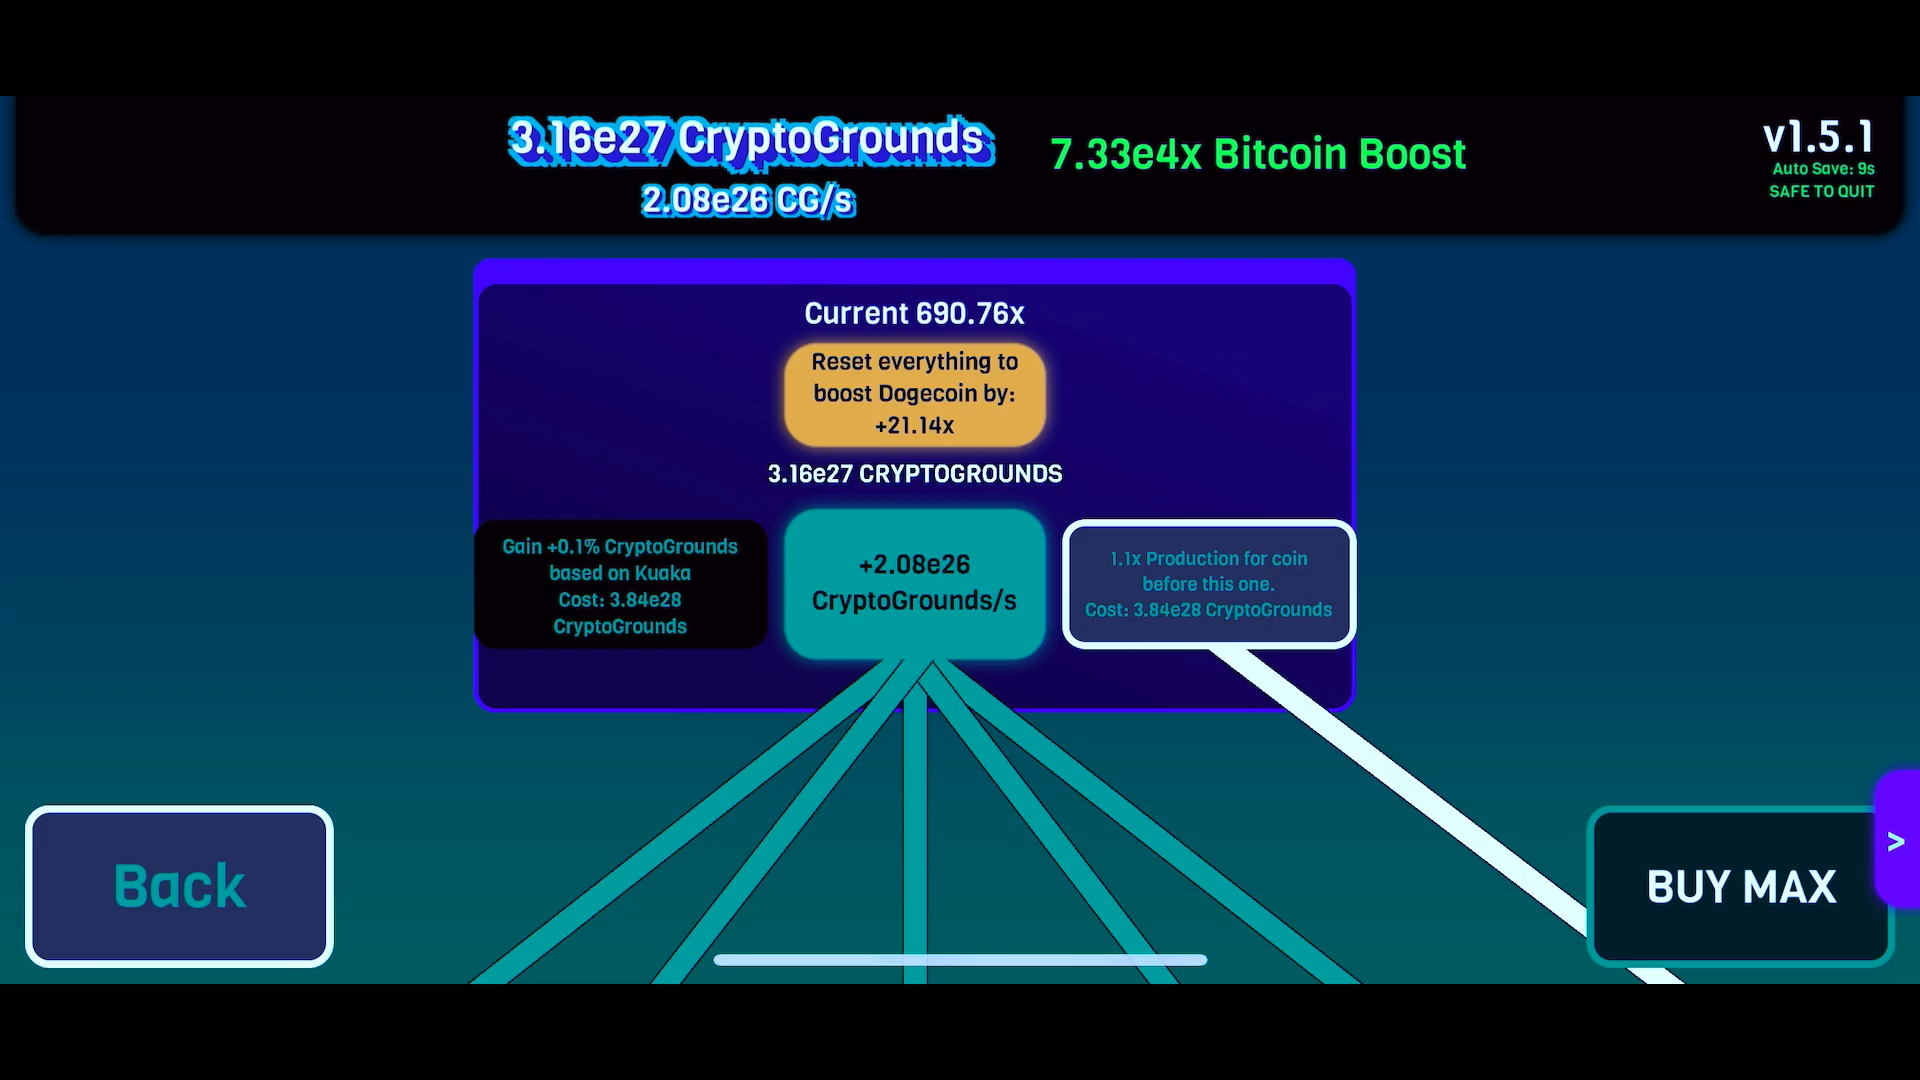 3.16e27 CryptoGrounds
2.08e26 CG/s
7.33e4x Bitcoin Boost
v1.5.1
Auto Save: 9s
SAFE TO QUIT
Current 690.76x
Reset everything to
boost Dogecoin by:
+21.14x
3.16e27 CRYPTOGROUNDS
Gain +0.1% CryptoGrounds
based on Kuaka
Cost: 3.84e28
CryptoGrounds
+2.08e26
CryptoGrounds/s
1.1x Production for coin
before this one.
Cost: 3.84e28 CryptoGrounds
Back
BUY MAX
>